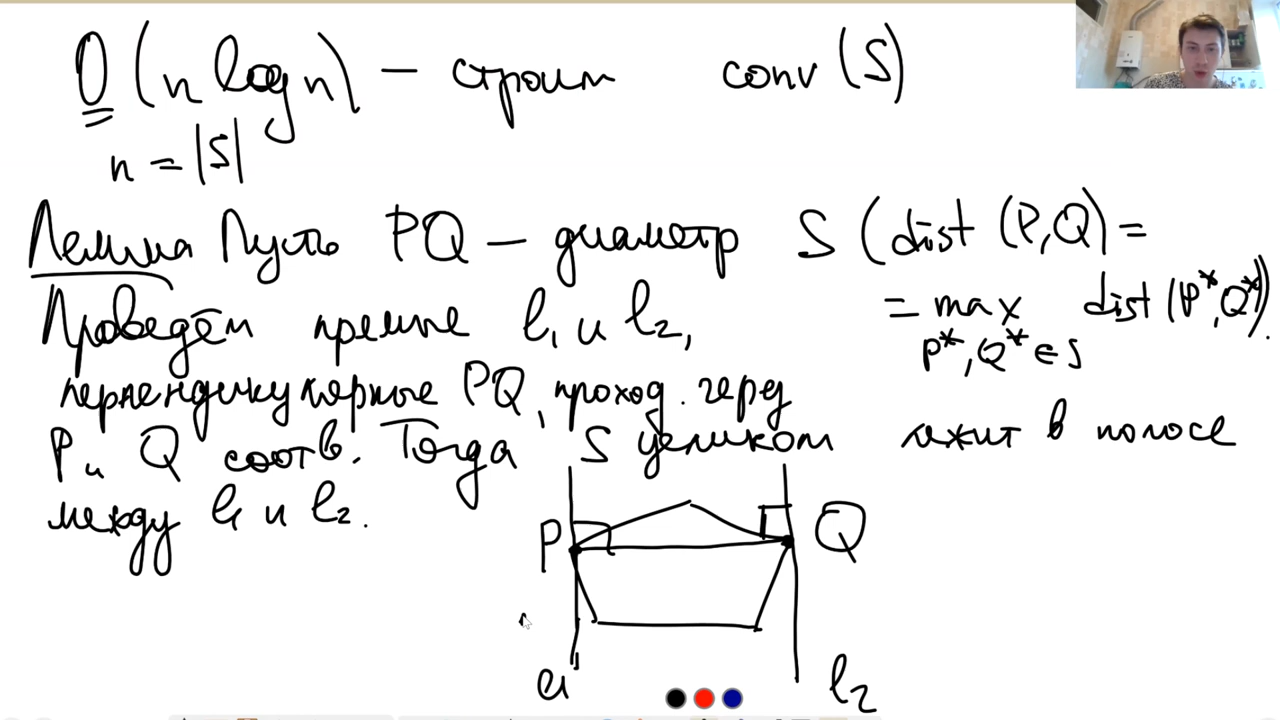 O(n log n) – строим conv(S)
n = |S|
Лемма Пусть PQ – диаметр S (dist (P,Q) =
= max dist (P*,Q*)).
P*, Q* ∈ S
Проведём прямые l1 и l2,
перпендикулярные PQ, проход. через
P и Q соотв. Тогда S целиком лежит в полосе
между l1 и l2.
P
Q
l1
l2